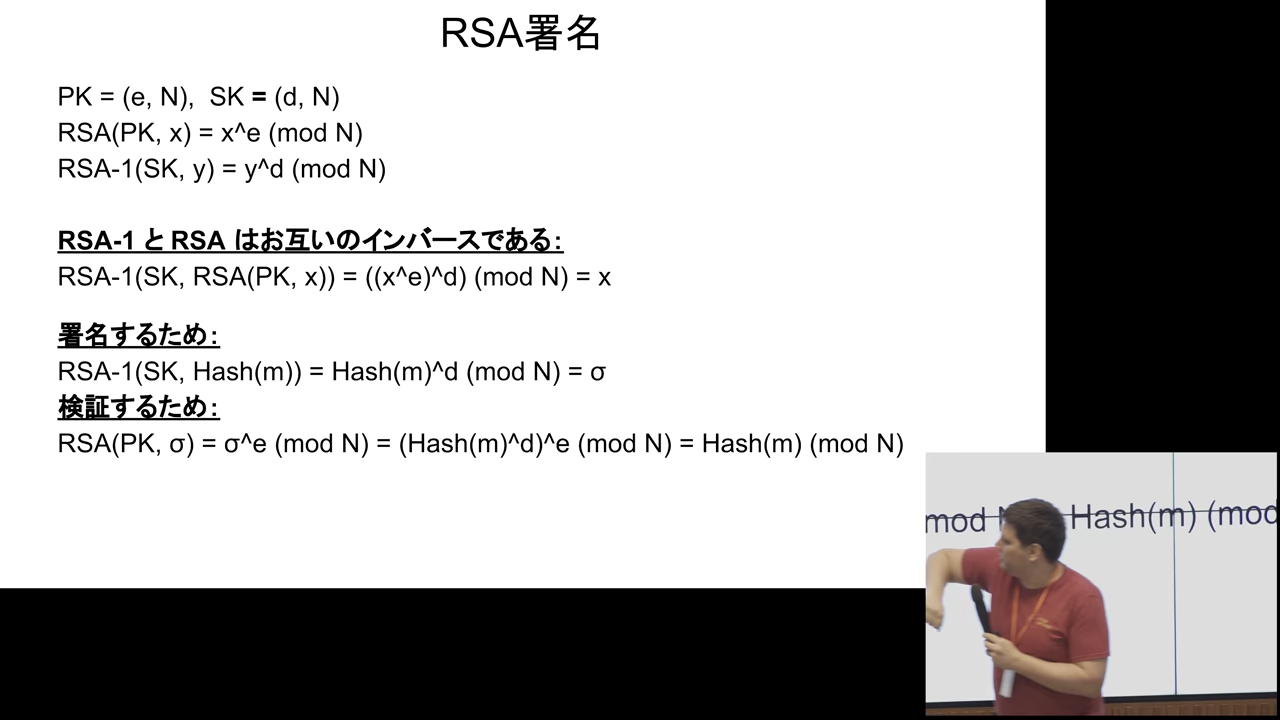 RSA署名
PK = (e, N), SK = (d, N)
RSA(PK, x) = x^e (mod N)
RSA-1(SK, y) = y^d (mod N)
RSA-1 と RSA はお互いのインバースである：
RSA-1(SK, RSA(PK, x)) = ((x^e)^d) (mod N) = x
署名するため：
RSA-1(SK, Hash(m)) = Hash(m)^d (mod N) = σ
検証するため：
RSA(PK, σ) = σ^e (mod N) = (Hash(m)^d)^e (mod N) = Hash(m) (mod N)
mod N Hash(m) (mod